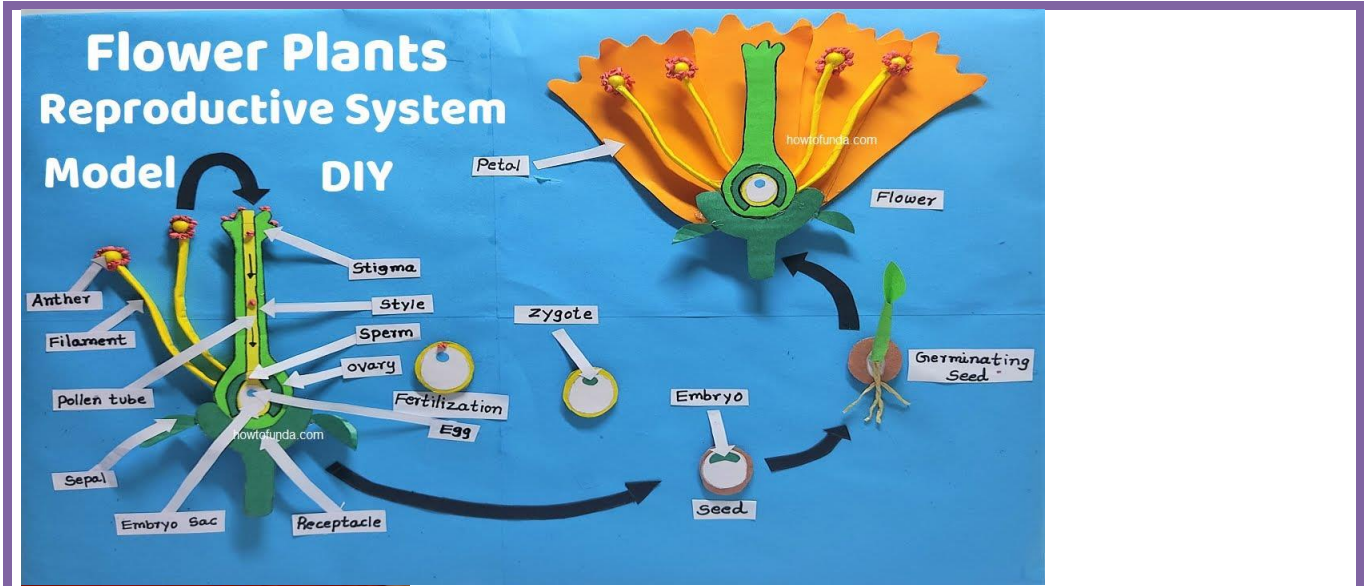 Flower Plants
Reproductive System
Model DIY
Petal
howtofunda.com
Flower
Stigma
Anther
Style
Zygote
Filament
Sperm
ovary
Germinating
Seed
Pollen tube
Fertilization
Embryo
Egg
howtofunda.com
Sepal
Embryo Sac
Receptacle
Seed